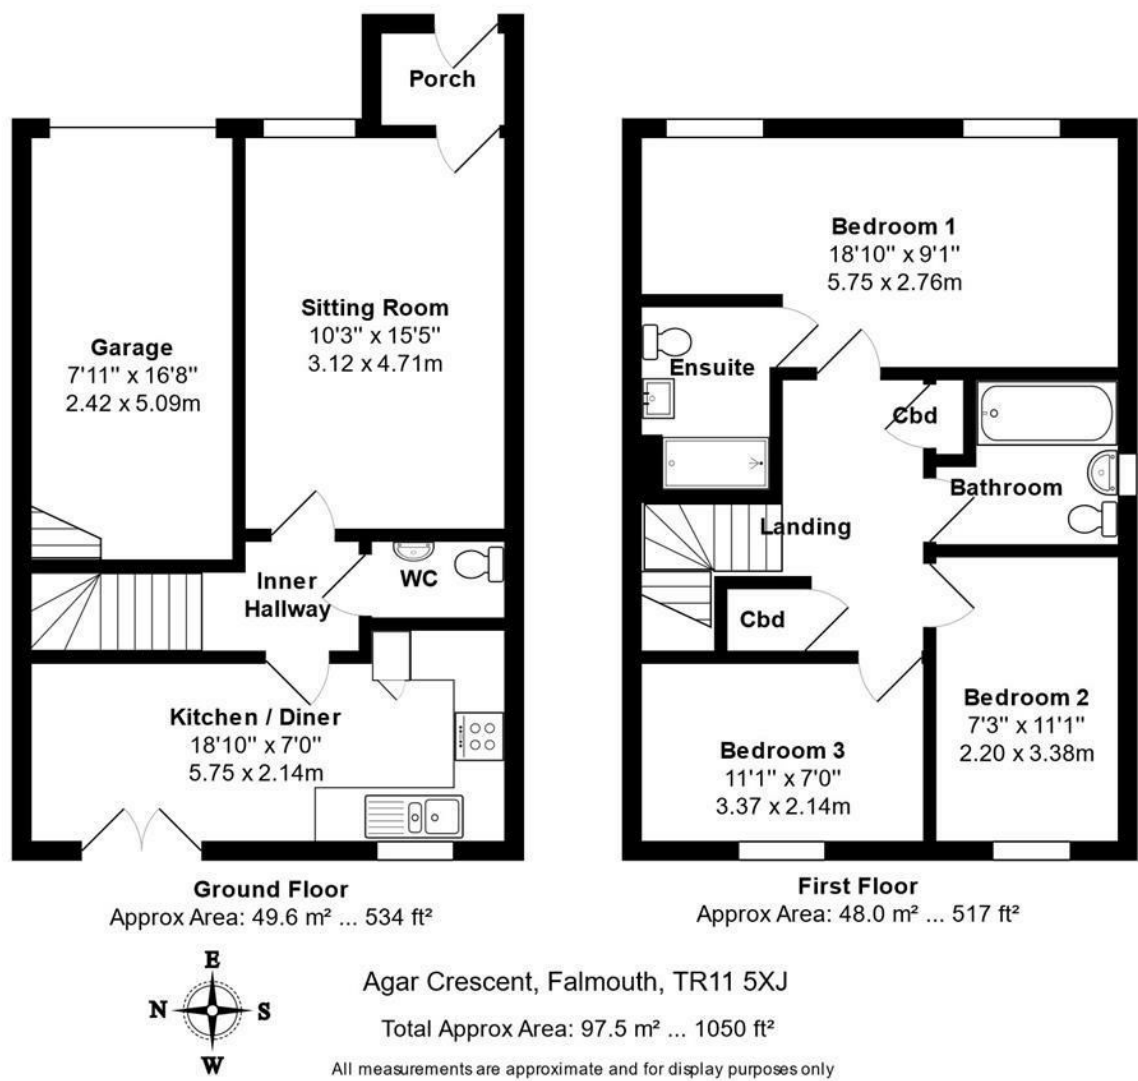 Porch
Sitting Room
10'3" x 15'5"
3.12 x 4.71m
Garage
7'11" x 16'8"
2.42 x 5.09m
Inner
Hallway
WC
Kitchen / Diner
18'10" x 7'0"
5.75 x 2.14m
Ground Floor
Approx Area: 49.6 m² ... 534 ft²
Bedroom 1
18'10" x 9'1"
5.75 x 2.76m
Ensuite
Cbd
Bathroom
Landing
Cbd
Bedroom 2
7'3" x 11'1"
2.20 x 3.38m
Bedroom 3
11'1" x 7'0"
3.37 x 2.14m
First Floor
Approx Area: 48.0 m² ... 517 ft²
E
N
S
W
Agar Crescent, Falmouth, TR11 5XJ
Total Approx Area: 97.5 m² ... 1050 ft²
All measurements are approximate and for display purposes only